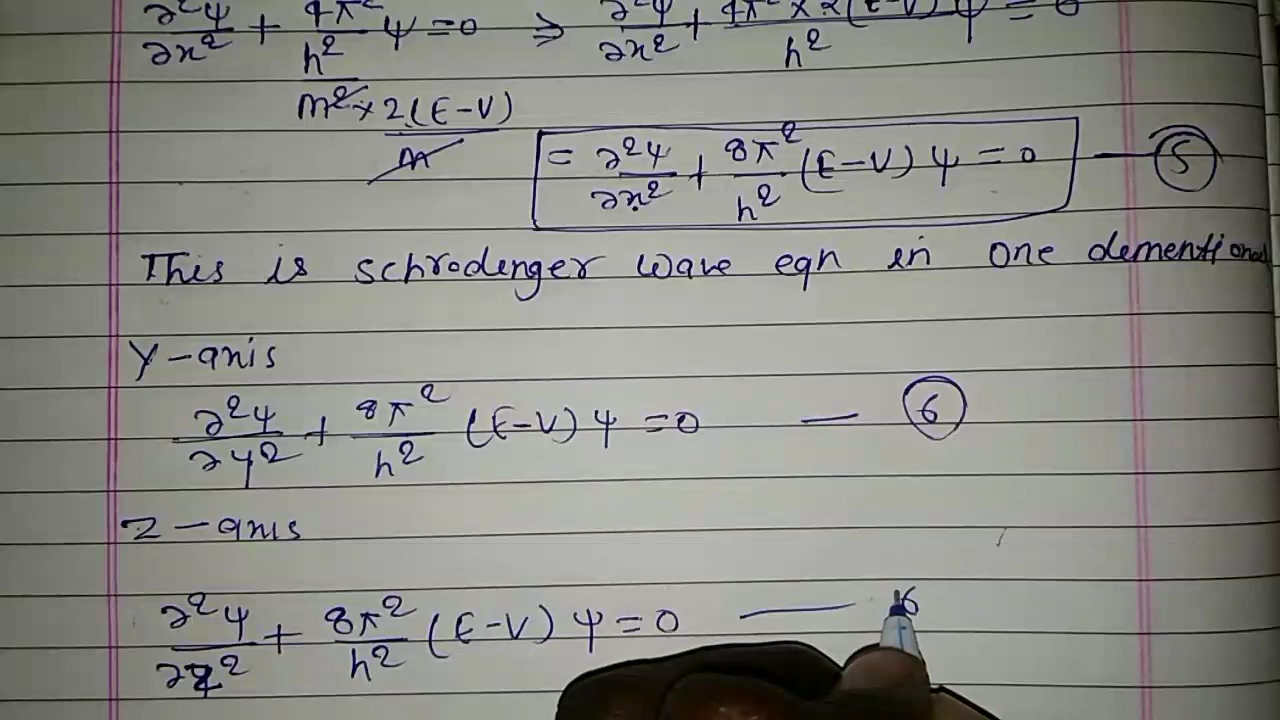 ∂²ψ/∂x² + 4π²/h² ψ = 0 ⇒ ∂²ψ/∂x² + 4π² × 2(E-V)/h² ψ = 0
m² × 2(E-V)
m
= ∂²ψ/∂x² + 8π²/h² (E-V) ψ = 0 — 5
This is schrodenger wave eqn in one dementional
Y-axis
∂²ψ/∂y² + 8π²/h² (E-V) ψ = 0 — 6
Z-axis
∂²ψ/∂z² + 8π²/h² (E-V) ψ = 0 — 6